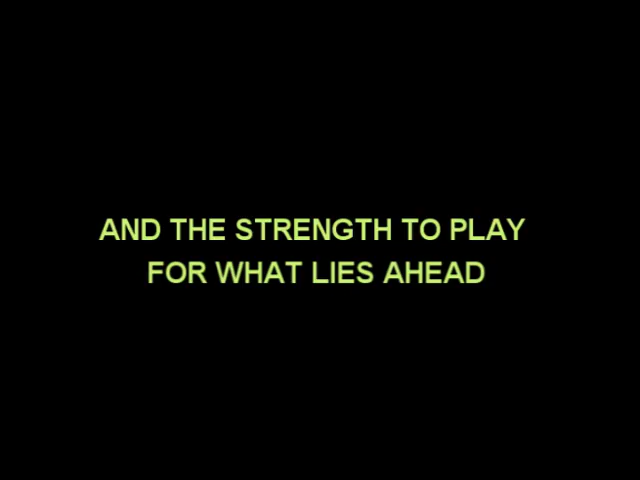 AND THE STRENGTH TO PLAY
FOR WHAT LIES AHEAD